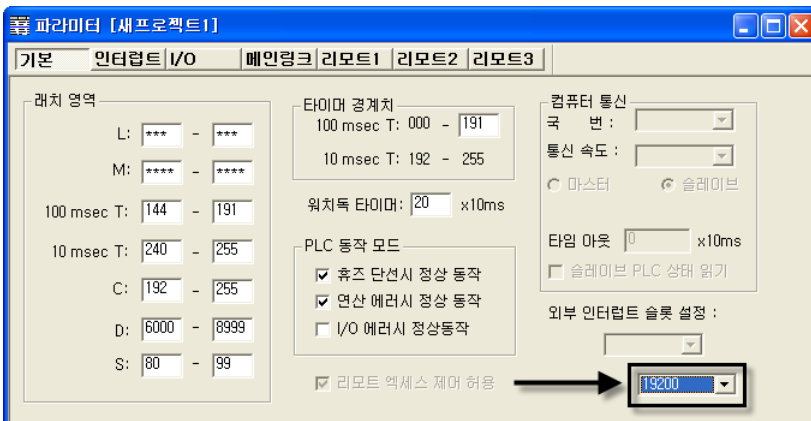 파라미터 [새프로젝트1]
기본 인터럽트 I/O 메인링크 리모트1 리모트2 리모트3
래치 영역
L: *** - ***
M: **** - ****
100 msec T: 144 - 191
10 msec T: 240 - 255
C: 192 - 255
D: 6000 - 8999
S: 80 - 99
타이머 경계치
100 msec T: 000 - 191
10 msec T: 192 - 255
워치독 타이머: 20 x10ms
PLC 동작 모드
휴즈 단선시 정상 동작
연산 에러시 정상 동작
I/O 에러시 정상동작
리모트 엑세스 제어 허용
컴퓨터 통신
국 번 :
통신 속도 :
마스터 슬레이브
타임 아웃 0 x10ms
슬레이브 PLC 상태 읽기
외부 인터럽트 슬롯 설정 :
19200